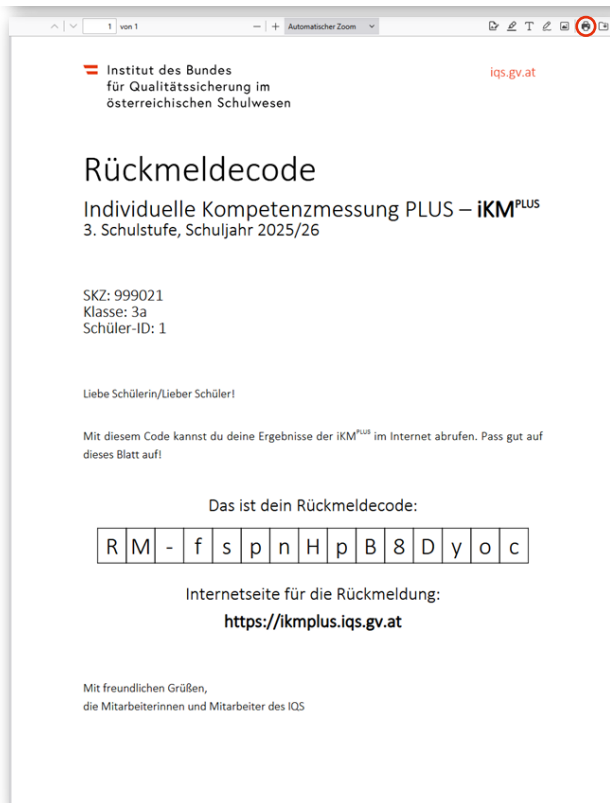 1 von 1 − + Automatischer Zoom T
Institut des Bundes
für Qualitätssicherung im
österreichischen Schulwesen
iqs.gv.at
Rückmeldecode
Individuelle Kompetenzmessung PLUS – iKMPLUS
3. Schulstufe, Schuljahr 2025/26
SKZ: 999021
Klasse: 3a
Schüler-ID: 1
Liebe Schülerin/Lieber Schüler!
Mit diesem Code kannst du deine Ergebnisse der iKMPLUS im Internet abrufen. Pass gut auf
dieses Blatt auf!
Das ist dein Rückmeldecode:
R M - f s p n H p B 8 D y o c
Internetseite für die Rückmeldung:
https://ikmplus.iqs.gv.at
Mit freundlichen Grüßen,
die Mitarbeiterinnen und Mitarbeiter des IQS